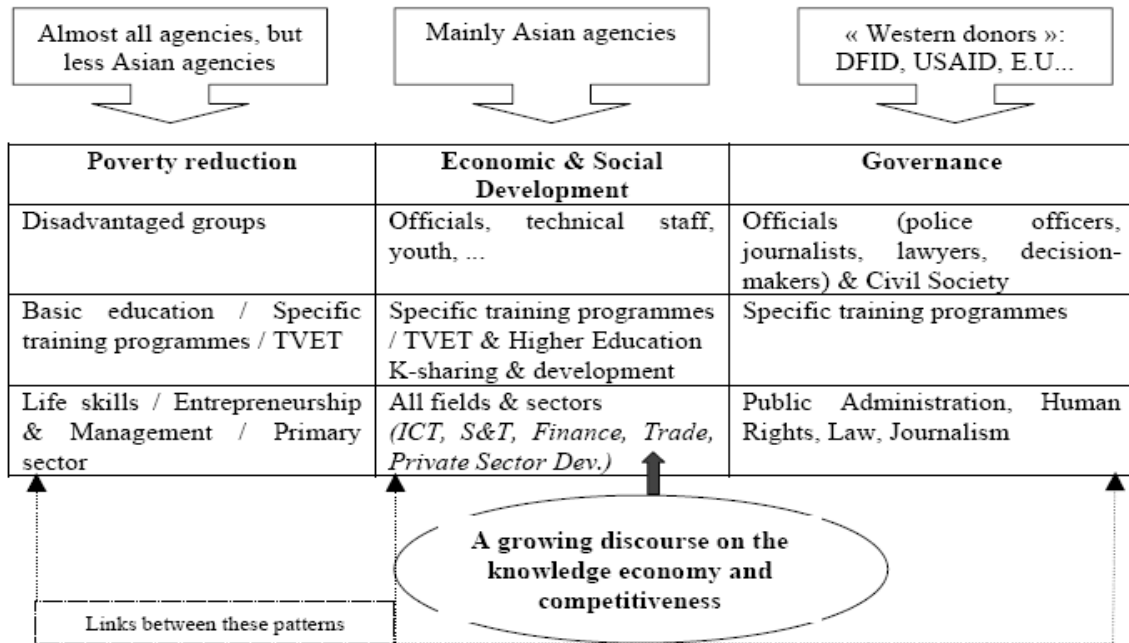 Almost all agencies, but
less Asian agencies
Mainly Asian agencies
« Western donors »:
DFID, USAID, E.U...
Poverty reduction
Economic & Social
Development
Governance
Disadvantaged groups
Officials, technical staff,
youth, ...
Officials (police officers,
journalists, lawyers, decision-
makers) & Civil Society
Basic education / Specific
training programmes / TVET
Specific training programmes
/ TVET & Higher Education
K-sharing & development
Specific training programmes
Life skills / Entrepreneurship
& Management / Primary
sector
All fields & sectors
(ICT, S&T, Finance, Trade,
Private Sector Dev.)
Public Administration, Human
Rights, Law, Journalism
A growing discourse on the
knowledge economy and
competitiveness
Links between these patterns